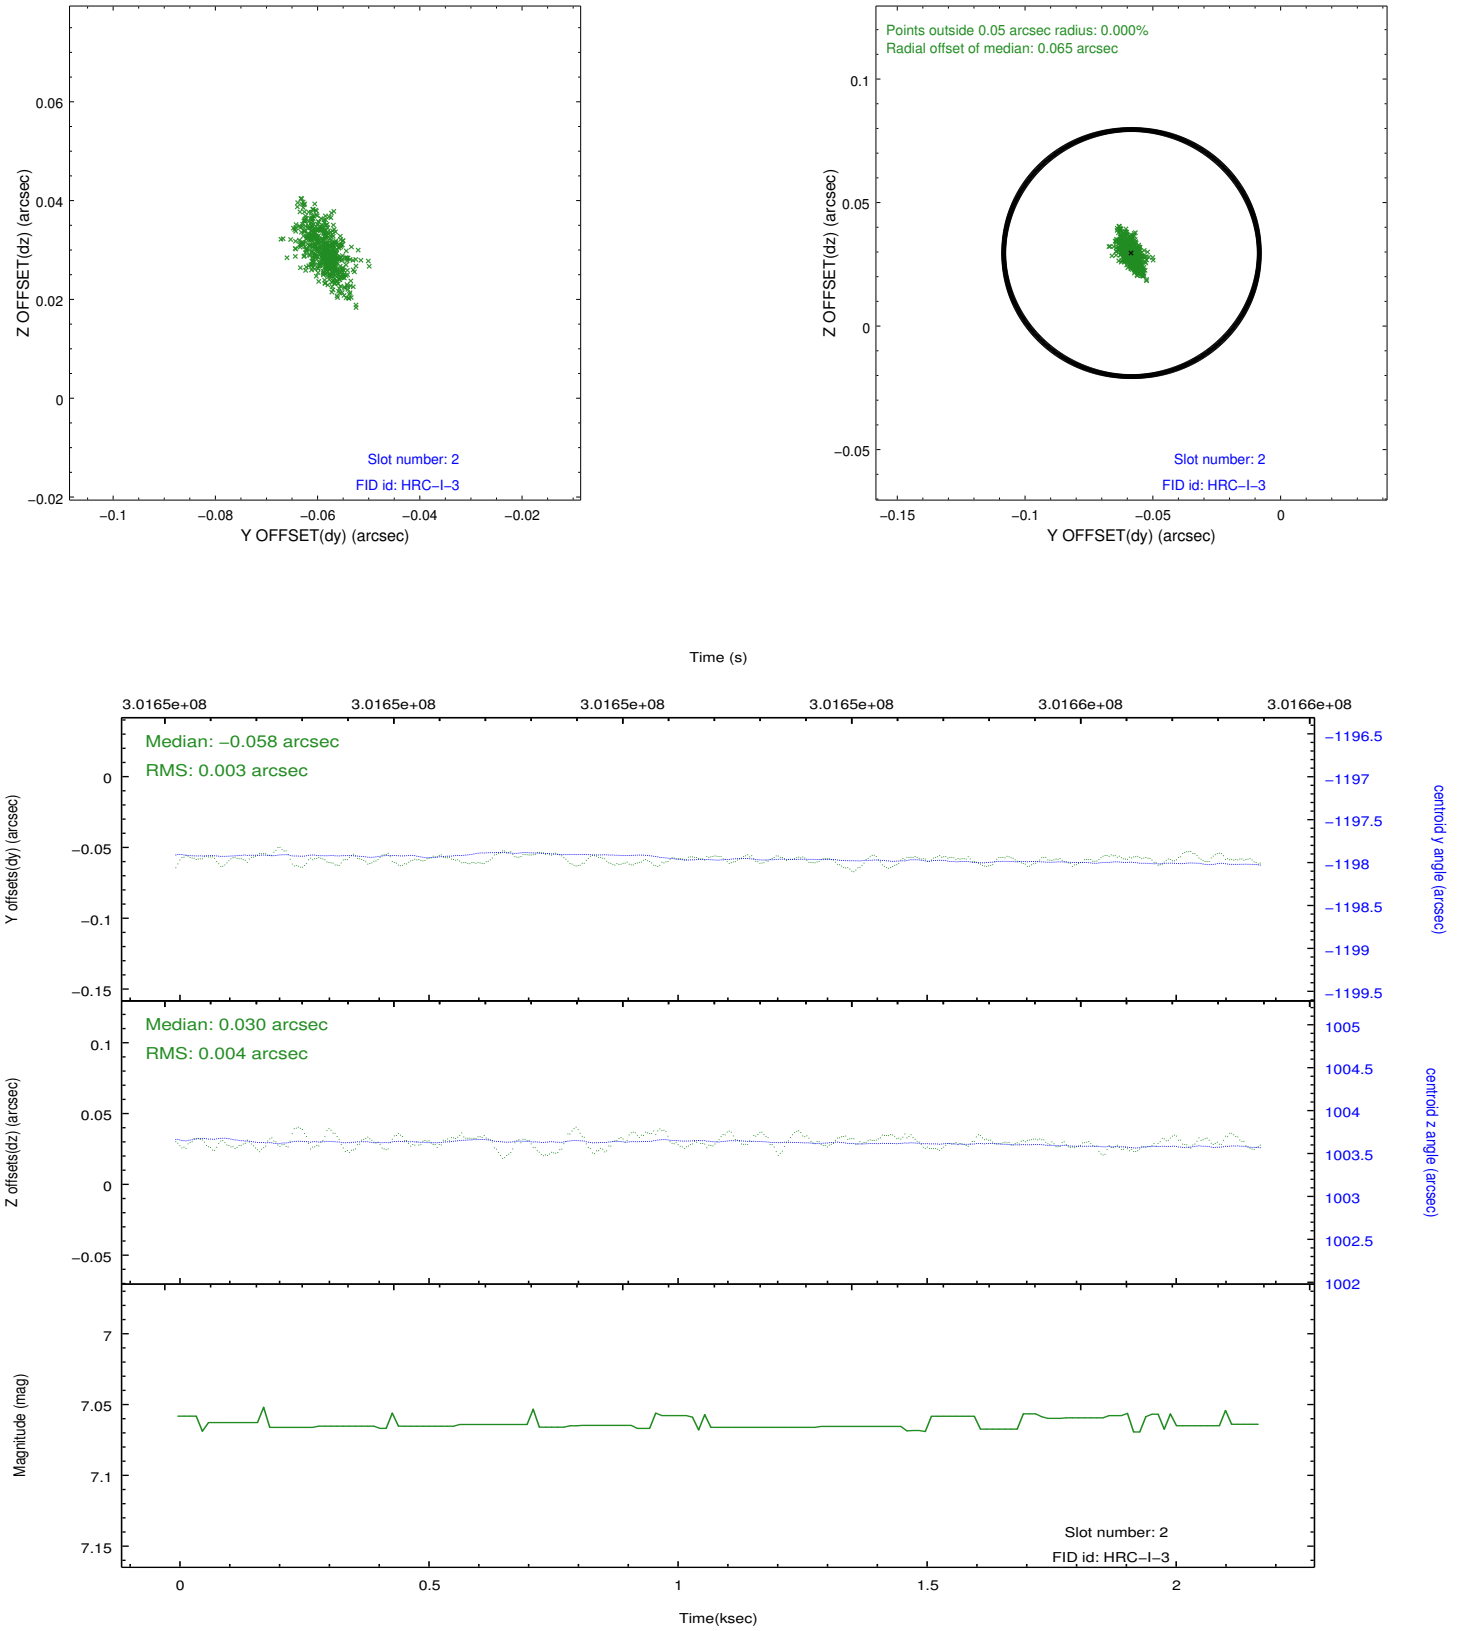 0.06
0.04
0.02
0
−0.02
Z OFFSET(dz) (arcsec)
Slot number: 2
FID id: HRC−I−3
−0.1 −0.08 −0.06 −0.04 −0.02
Y OFFSET(dy) (arcsec)
Points outside 0.05 arcsec radius: 0.000%
Radial offset of median: 0.065 arcsec
0.1
0.05
0
−0.05
Z OFFSET(dz) (arcsec)
Slot number: 2
FID id: HRC−I−3
−0.15 −0.1 −0.05 0
Y OFFSET(dy) (arcsec)
Time (s)
3.0165e+08 3.0165e+08 3.0165e+08 3.0165e+08 3.0166e+08 3.0166e+08
Median: −0.058 arcsec
RMS: 0.003 arcsec
0
−0.05
−0.1
−0.15
Y offsets(dy) (arcsec)
−1196.5
−1197
−1197.5
−1198
−1198.5
−1199
−1199.5
centroid y angle (arcsec)
Median: 0.030 arcsec
RMS: 0.004 arcsec
0.1
0.05
0
−0.05
Z offsets(dz) (arcsec)
1005
1004.5
1004
1003.5
1003
1002.5
1002
centroid z angle (arcsec)
7
7.05
7.1
7.15
Magnitude (mag)
Slot number: 2
FID id: HRC−I−3
0 0.5 1 1.5 2
Time(ksec)